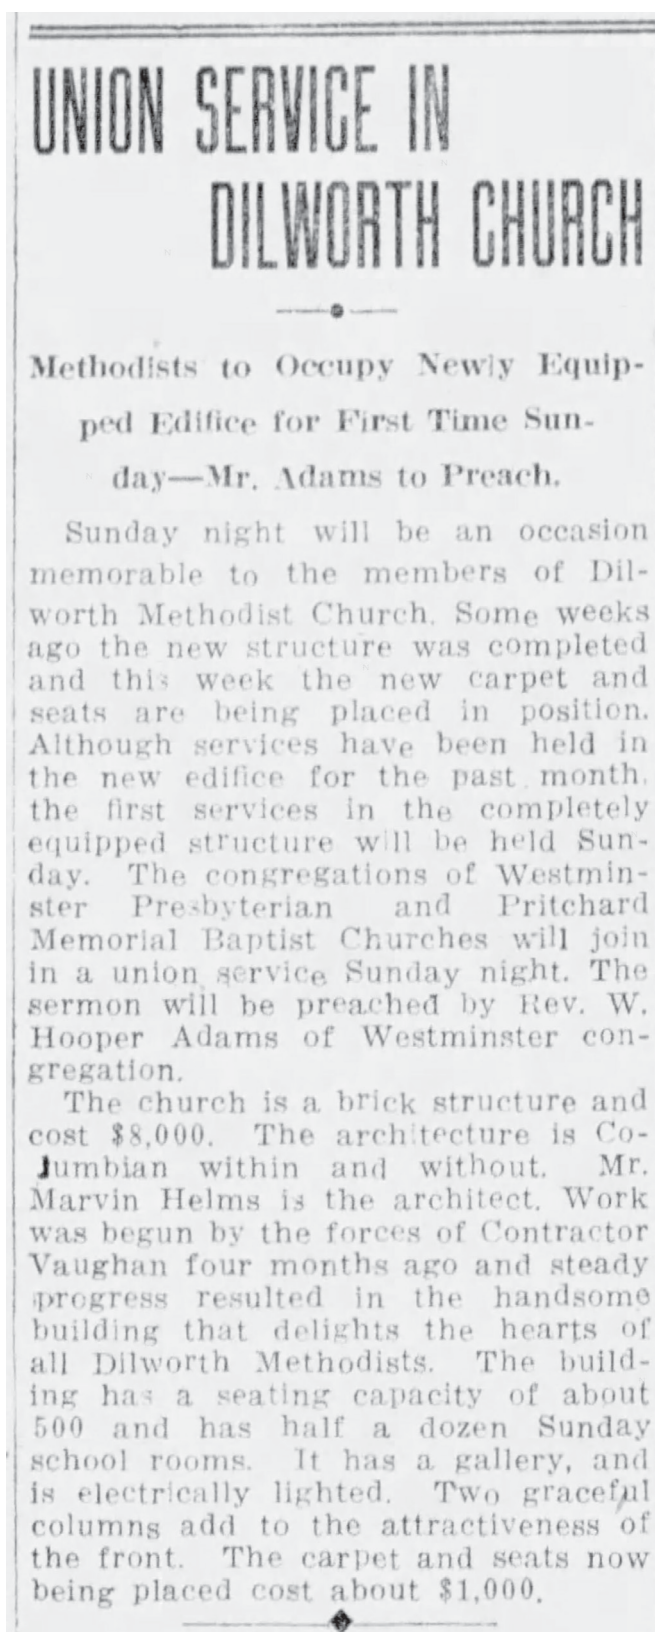 UNION SERVICE IN
DILWORTH CHURCH
Methodists to Occupy Newly Equip-
ped Edifice for First Time Sun-
day—Mr. Adams to Preach.
Sunday night will be an occasion
memorable to the members of Dil-
worth Methodist Church. Some weeks
ago the new structure was completed
and this week the new carpet and
seats are being placed in position.
Although services have been held in
the new edifice for the past month,
the first services in the completely
equipped structure will be held Sun-
day. The congregations of Westmin-
ster Presbyterian and Pritchard
Memorial Baptist Churches will join
in a union service Sunday night. The
sermon will be preached by Rev. W.
Hooper Adams of Westminster con-
gregation.
The church is a brick structure and
cost $8,000. The architecture is Co-
lumbian within and without. Mr.
Marvin Helms is the architect. Work
was begun by the forces of Contractor
Vaughan four months ago and steady
progress resulted in the handsome
building that delights the hearts of
all Dilworth Methodists. The build-
ing has a seating capacity of about
500 and has half a dozen Sunday
school rooms. It has a gallery, and
is electrically lighted. Two graceful
columns add to the attractiveness of
the front. The carpet and seats now
being placed cost about $1,000.